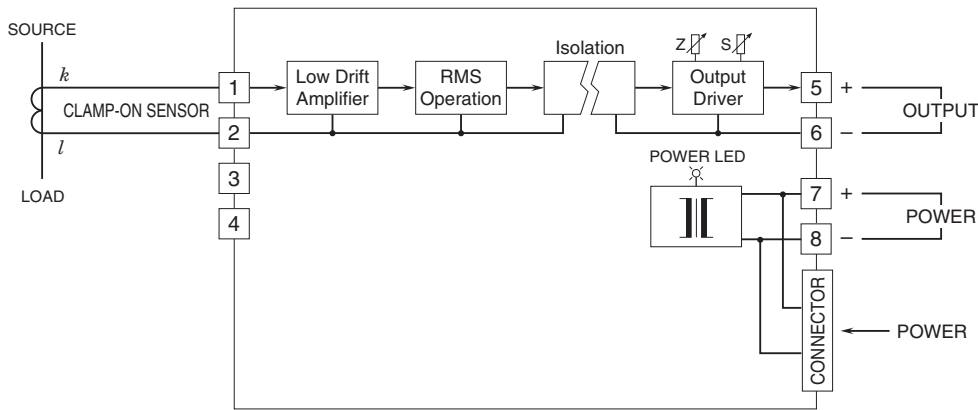 SOURCE
k
CLAMP-ON SENSOR
l
LOAD
1
2
3
4
Low Drift
Amplifier
RMS
Operation
Isolation
Z
S
Output
Driver
5 +
6 –
OUTPUT
POWER LED
7 +
8 –
POWER
CONNECTOR
POWER